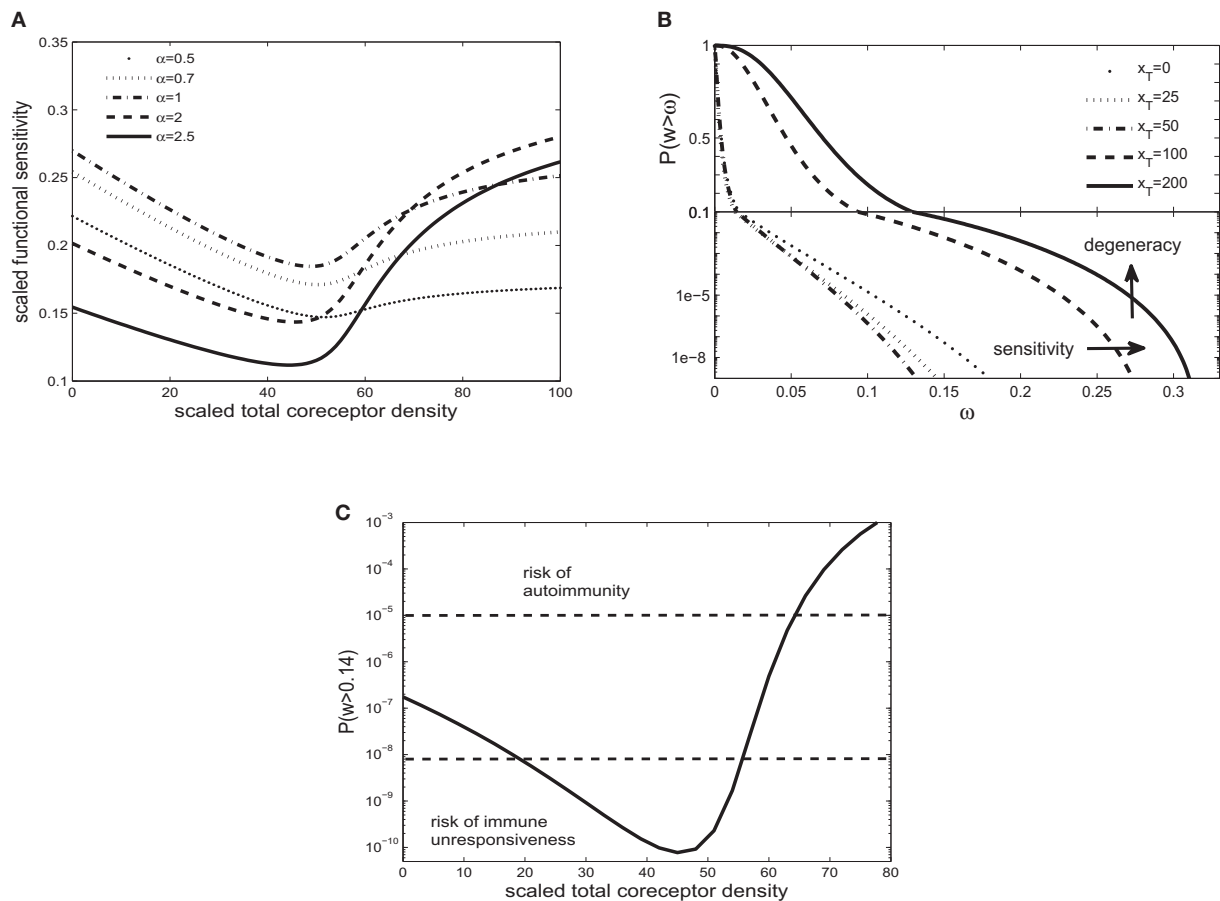 A
0.35
0.3
0.25
0.2
0.15
0.1
α=0.5
α=0.7
α=1
α=2
α=2.5
scaled functional sensitivity
0 20 40 60 80 100
scaled total coreceptor density
B
1
0.5
0.1
1e−5
1e−8
P(w>ω)
x_T=0
x_T=25
x_T=50
x_T=100
x_T=200
degeneracy
sensitivity
0 0.05 0.1 0.15 0.2 0.25 0.3
ω
C
10^−3
10^−4
10^−5
10^−6
10^−7
10^−8
10^−9
10^−10
P(w>0.14)
risk of
autoimmunity
risk of immune
unresponsiveness
0 10 20 30 40 50 60 70 80
scaled total coreceptor density